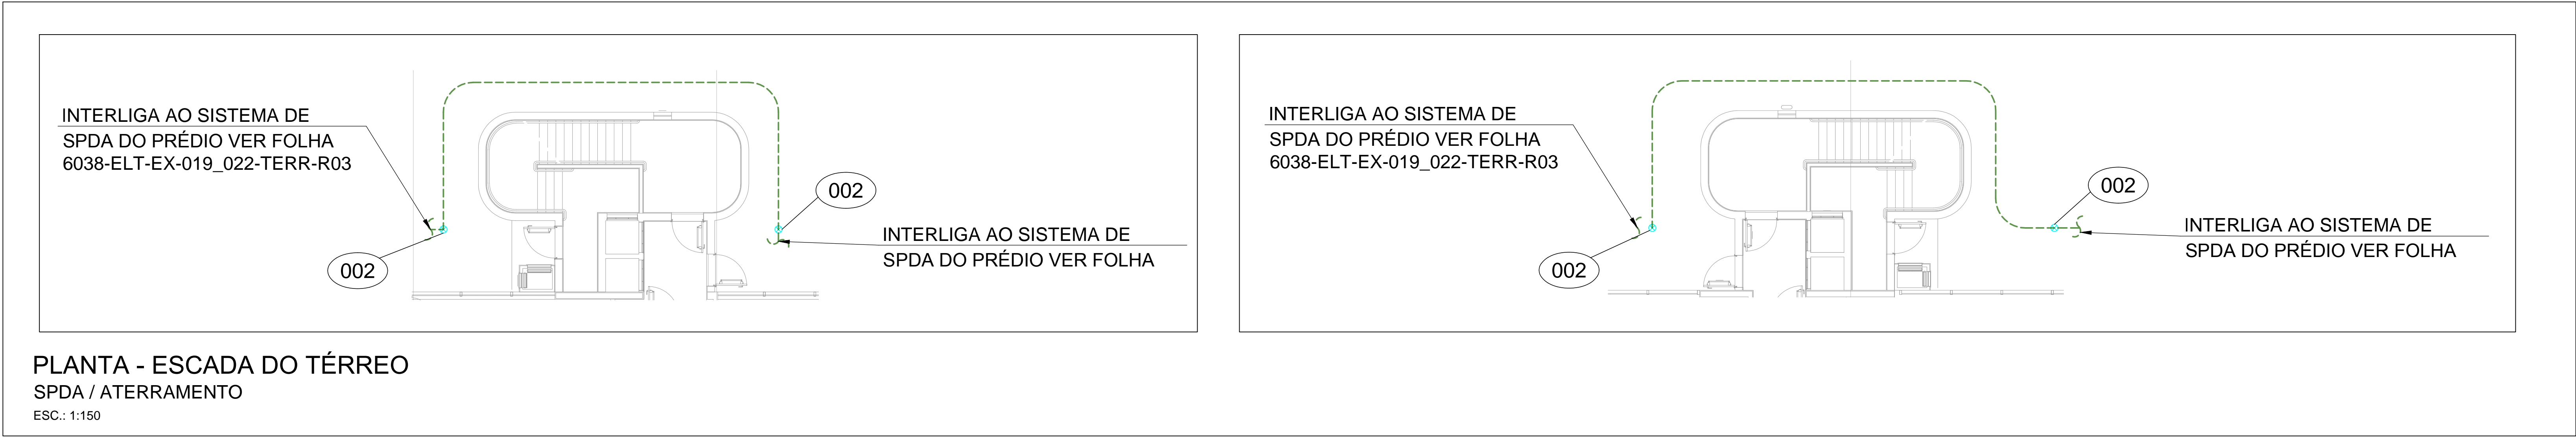 INTERLIGA AO SISTEMA DE
SPDA DO PRÉDIO VER FOLHA
6038-ELT-EX-019_022-TERR-R03
002
002
INTERLIGA AO SISTEMA DE
SPDA DO PRÉDIO VER FOLHA
INTERLIGA AO SISTEMA DE
SPDA DO PRÉDIO VER FOLHA
6038-ELT-EX-019_022-TERR-R03
002
002
INTERLIGA AO SISTEMA DE
SPDA DO PRÉDIO VER FOLHA
PLANTA - ESCADA DO TÉRREO
SPDA / ATERRAMENTO
ESC.: 1:150